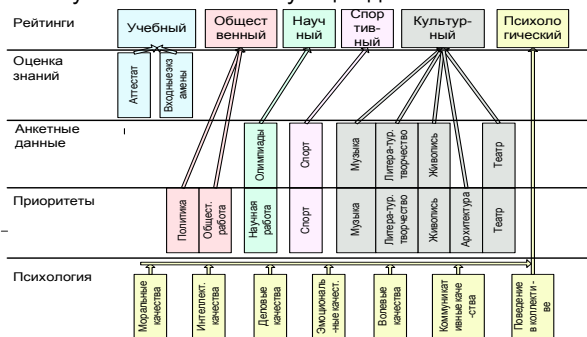 Рейтинги
Учебный
Общест
венный
Науч
ный
Спор
тив-
ный
Культур-
ный
Психоло
гический
Оценка
знаний
Аттестат
Входныеэкз
амены
Анкетные
данные
Олимпиады
Спорт
Музыка
Литера-тур.
творчество
Живопись
Театр
Приоритеты
Политика
Общест.
работа
Научная
работа
Спорт
Музыка
Литера-тур.
творчество
Живопись
Архитектура
Театр
Психология
Моральные
качества
Интеллект.
качества
Деловые
качества
Эмоциональ
-ные качест.
Волевые
качества
Коммуникат
ивные каче
-ства
Поведение
в коллекти -
ве